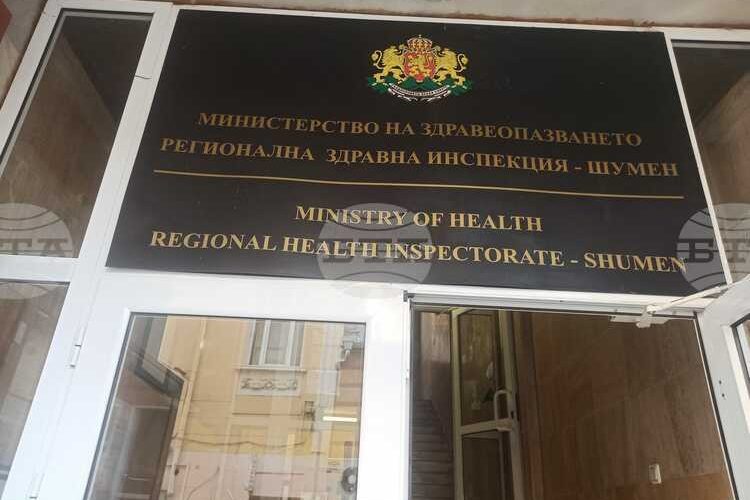 МИНИСТЕРСТВО НА ЗДРАВЕОПАЗВАНЕТО
РЕГИОНАЛНА ЗДРАВНА ИНСПЕКЦИЯ - ШУМЕН
MINISTRY OF HEALTH
REGIONAL HEALTH INSPECTORATE - SHUMEN